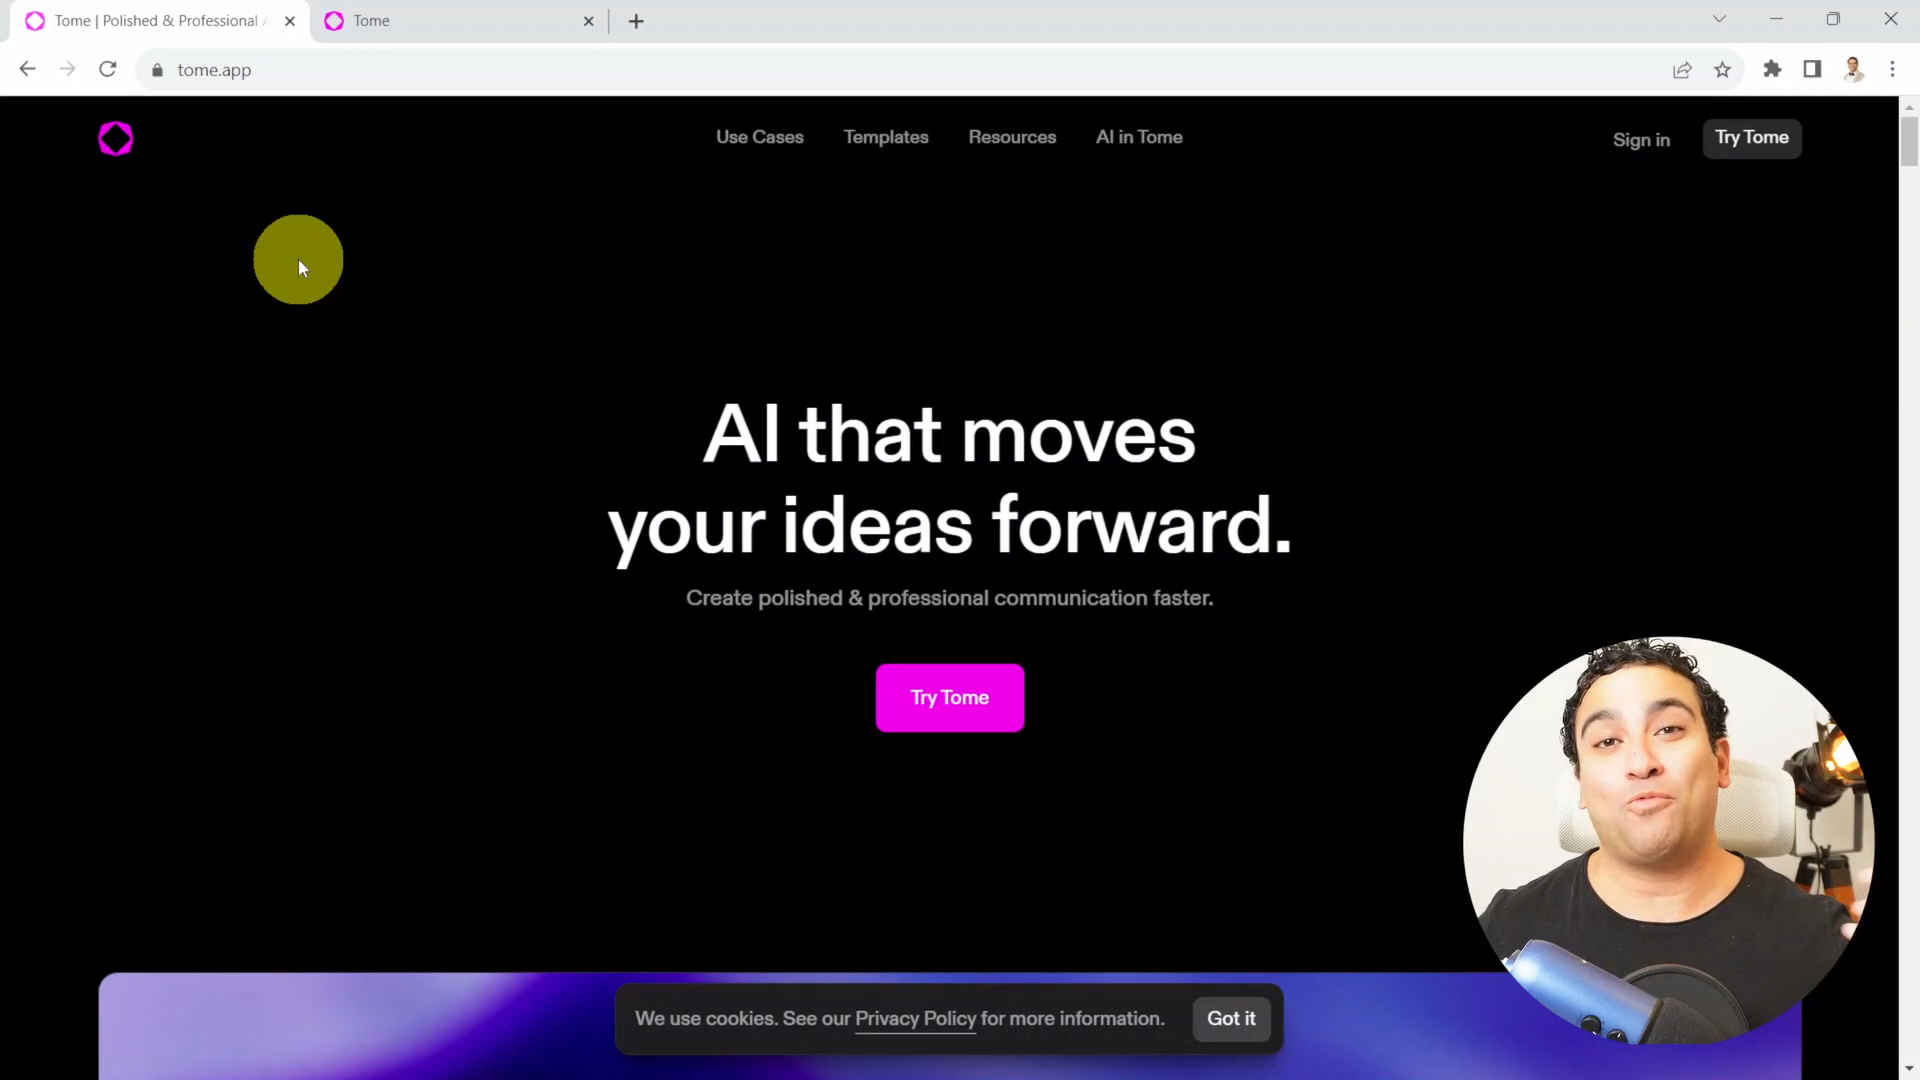 Tome | Polished & Professional
Tome
tome.app
Use Cases
Templates
Resources
AI in Tome
Sign in
Try Tome
AI that moves
your ideas forward.
Create polished & professional communication faster.
Try Tome
We use cookies. See our Privacy Policy for more information.
Got it